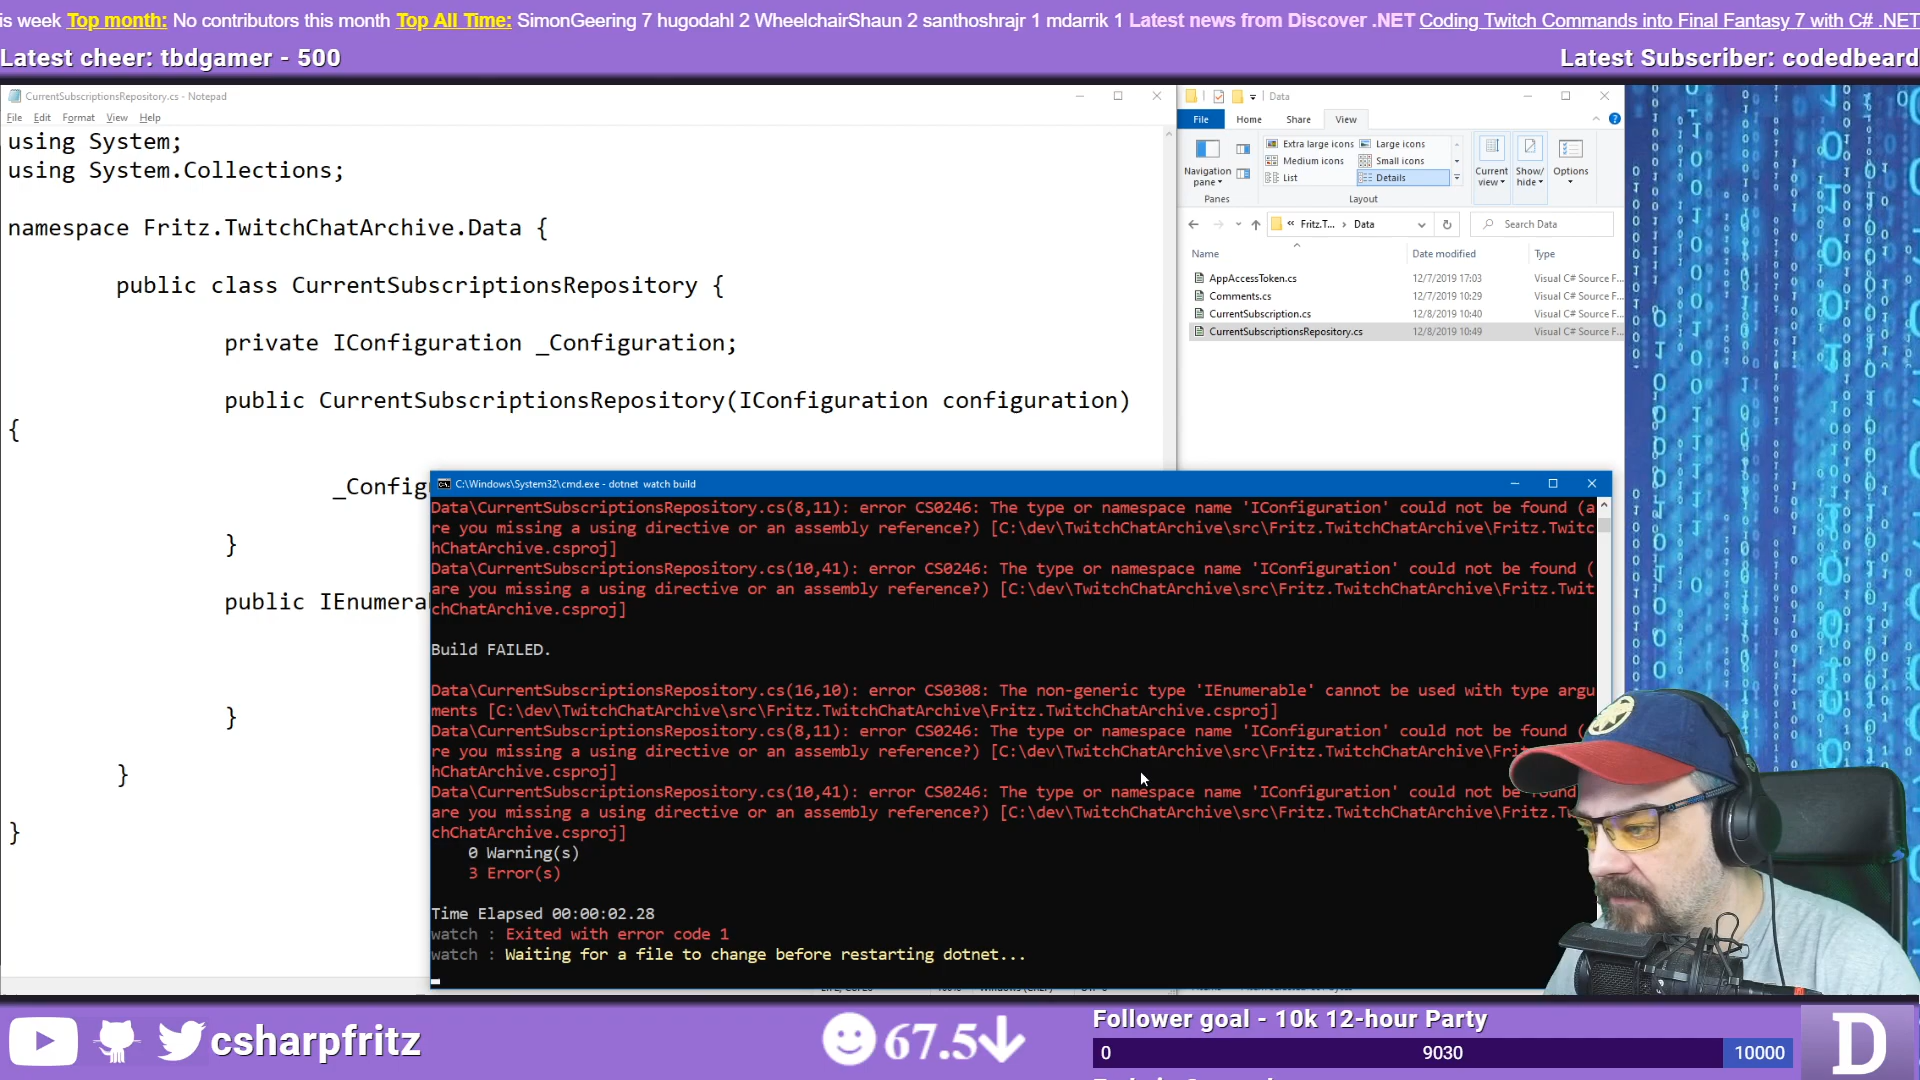 is week Top month: No contributors this month Top All Time: SimonGeering 7 hugodahl 2 WheelchairShaun 2 santhoshrajr 1 mdarrik 1 Latest news from Discover .NET Coding Twitch Commands into Final Fantasy 7 with C# .NET
Latest cheer: tbdgamer - 500
Latest Subscriber: codedbeard
CurrentSubscriptionsRepository.cs - Notepad
File Edit Format View Help
using System;
using System.Collections;
namespace Fritz.TwitchChatArchive.Data {
public class CurrentSubscriptionsRepository {
private IConfiguration _Configuration;
public CurrentSubscriptionsRepository(IConfiguration configuration)
{
_Config
}
public IEnumera
}
}
}
Data
File Home Share View
Navigation pane
Extra large icons Large icons
Medium icons Small icons
List Details
Current view
Show/hide
Options
Panes
Layout
« Fritz.T... › Data
Search Data
Name Date modified Type
AppAccessToken.cs 12/7/2019 17:03 Visual C# Source F...
Comments.cs 12/7/2019 10:29 Visual C# Source F...
CurrentSubscription.cs 12/8/2019 10:40 Visual C# Source F...
CurrentSubscriptionsRepository.cs 12/8/2019 10:49 Visual C# Source F...
C:\Windows\System32\cmd.exe - dotnet watch build
Data\CurrentSubscriptionsRepository.cs(8,11): error CS0246: The type or namespace name 'IConfiguration' could not be found (a
re you missing a using directive or an assembly reference?) [C:\dev\TwitchChatArchive\src\Fritz.TwitchChatArchive\Fritz.Twitc
hChatArchive.csproj]
Data\CurrentSubscriptionsRepository.cs(10,41): error CS0246: The type or namespace name 'IConfiguration' could not be found (
are you missing a using directive or an assembly reference?) [C:\dev\TwitchChatArchive\src\Fritz.TwitchChatArchive\Fritz.Twit
chChatArchive.csproj]
Build FAILED.
Data\CurrentSubscriptionsRepository.cs(16,10): error CS0308: The non-generic type 'IEnumerable' cannot be used with type argu
ments [C:\dev\TwitchChatArchive\src\Fritz.TwitchChatArchive\Fritz.TwitchChatArchive.csproj]
Data\CurrentSubscriptionsRepository.cs(8,11): error CS0246: The type or namespace name 'IConfiguration' could not be found (
re you missing a using directive or an assembly reference?) [C:\dev\TwitchChatArchive\src\Fritz.TwitchChatArchive\Fri
hChatArchive.csproj]
Data\CurrentSubscriptionsRepository.cs(10,41): error CS0246: The type or namespace name 'IConfiguration' could not be found
are you missing a using directive or an assembly reference?) [C:\dev\TwitchChatArchive\src\Fritz.TwitchChatArchive\Fritz.T
chChatArchive.csproj]
0 Warning(s)
3 Error(s)
Time Elapsed 00:00:02.28
watch : Exited with error code 1
watch : Waiting for a file to change before restarting dotnet...
csharpfritz
67.5
Follower goal - 10k 12-hour Party
0 9030 10000
D